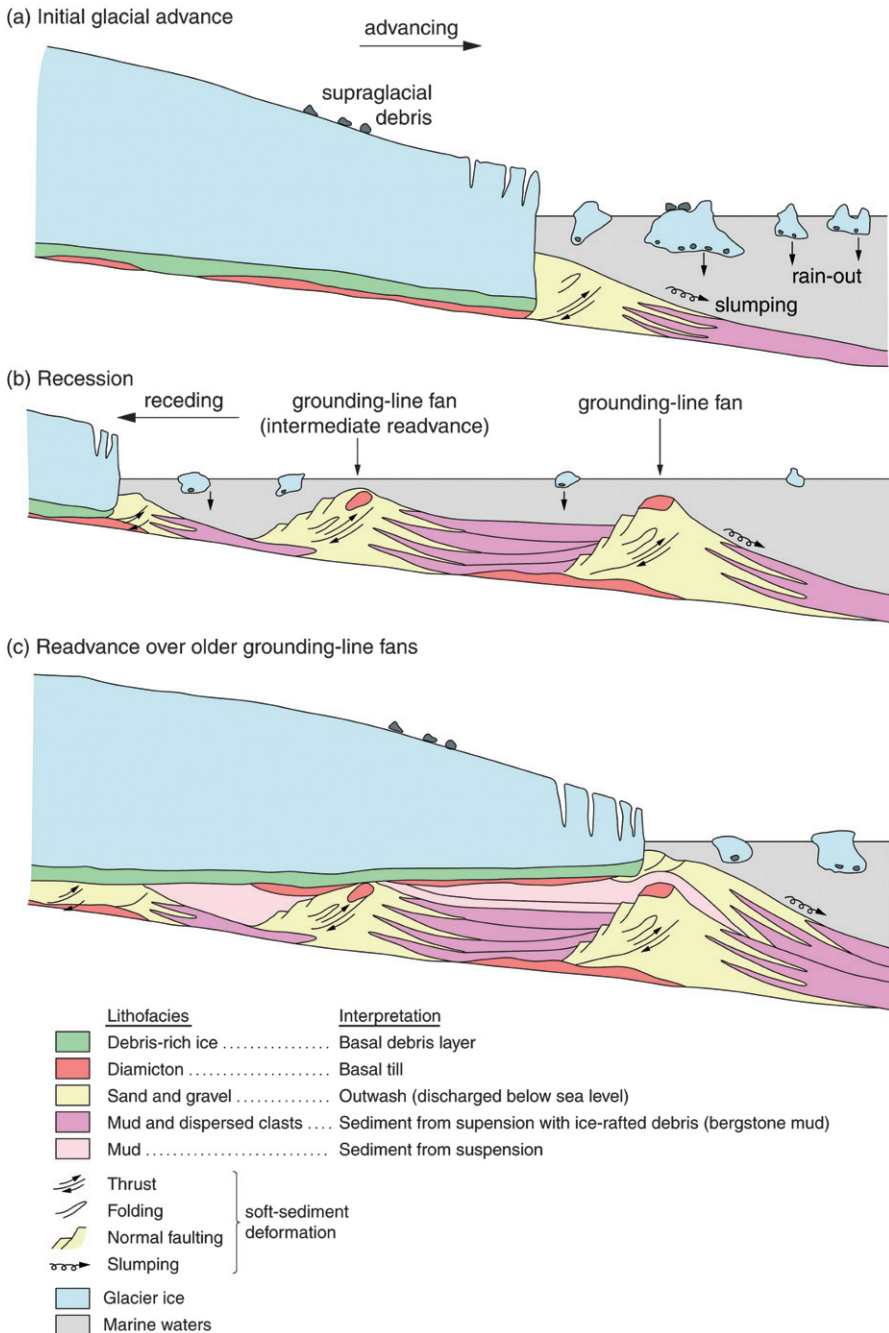 (a) Initial glacial advance
advancing
supraglacial
debris
rain-out
slumping
(b) Recession
receding
grounding-line fan
(intermediate readvance)
grounding-line fan
(c) Readvance over older grounding-line fans
Lithofacies Interpretation
Debris-rich ice ................ Basal debris layer
Diamicton ...................... Basal till
Sand and gravel ................ Outwash (discharged below sea level)
Mud and dispersed clasts .... Sediment from supension with ice-rafted debris (bergstone mud)
Mud ........................... Sediment from suspension
Thrust
Folding
Normal faulting
Slumping
soft-sediment
deformation
Glacier ice
Marine waters